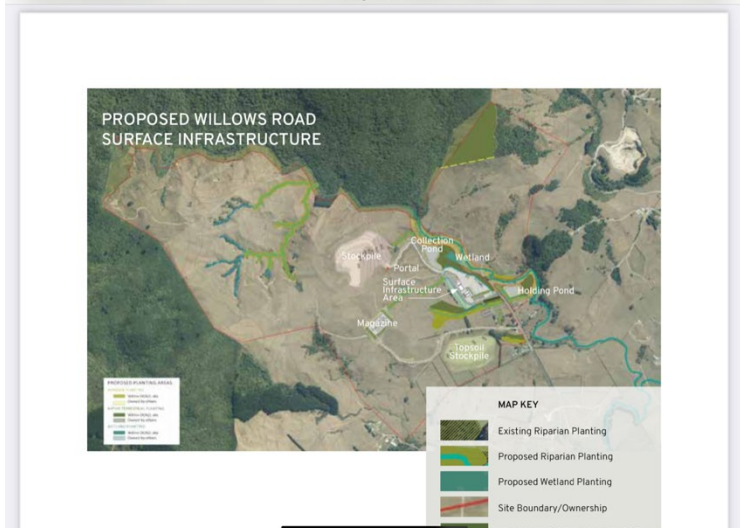 PROPOSED WILLOWS ROAD
SURFACE INFRASTRUCTURE
Collection
Pond
Stockpile
Wetland
Portal
Surface
Infrastructure
Area
Holding Pond
Magazine
Topsoil
Stockpile
PROPOSED PLANTING AREAS
MAP KEY
Existing Riparian Planting
Proposed Riparian Planting
Proposed Wetland Planting
Site Boundary/Ownership